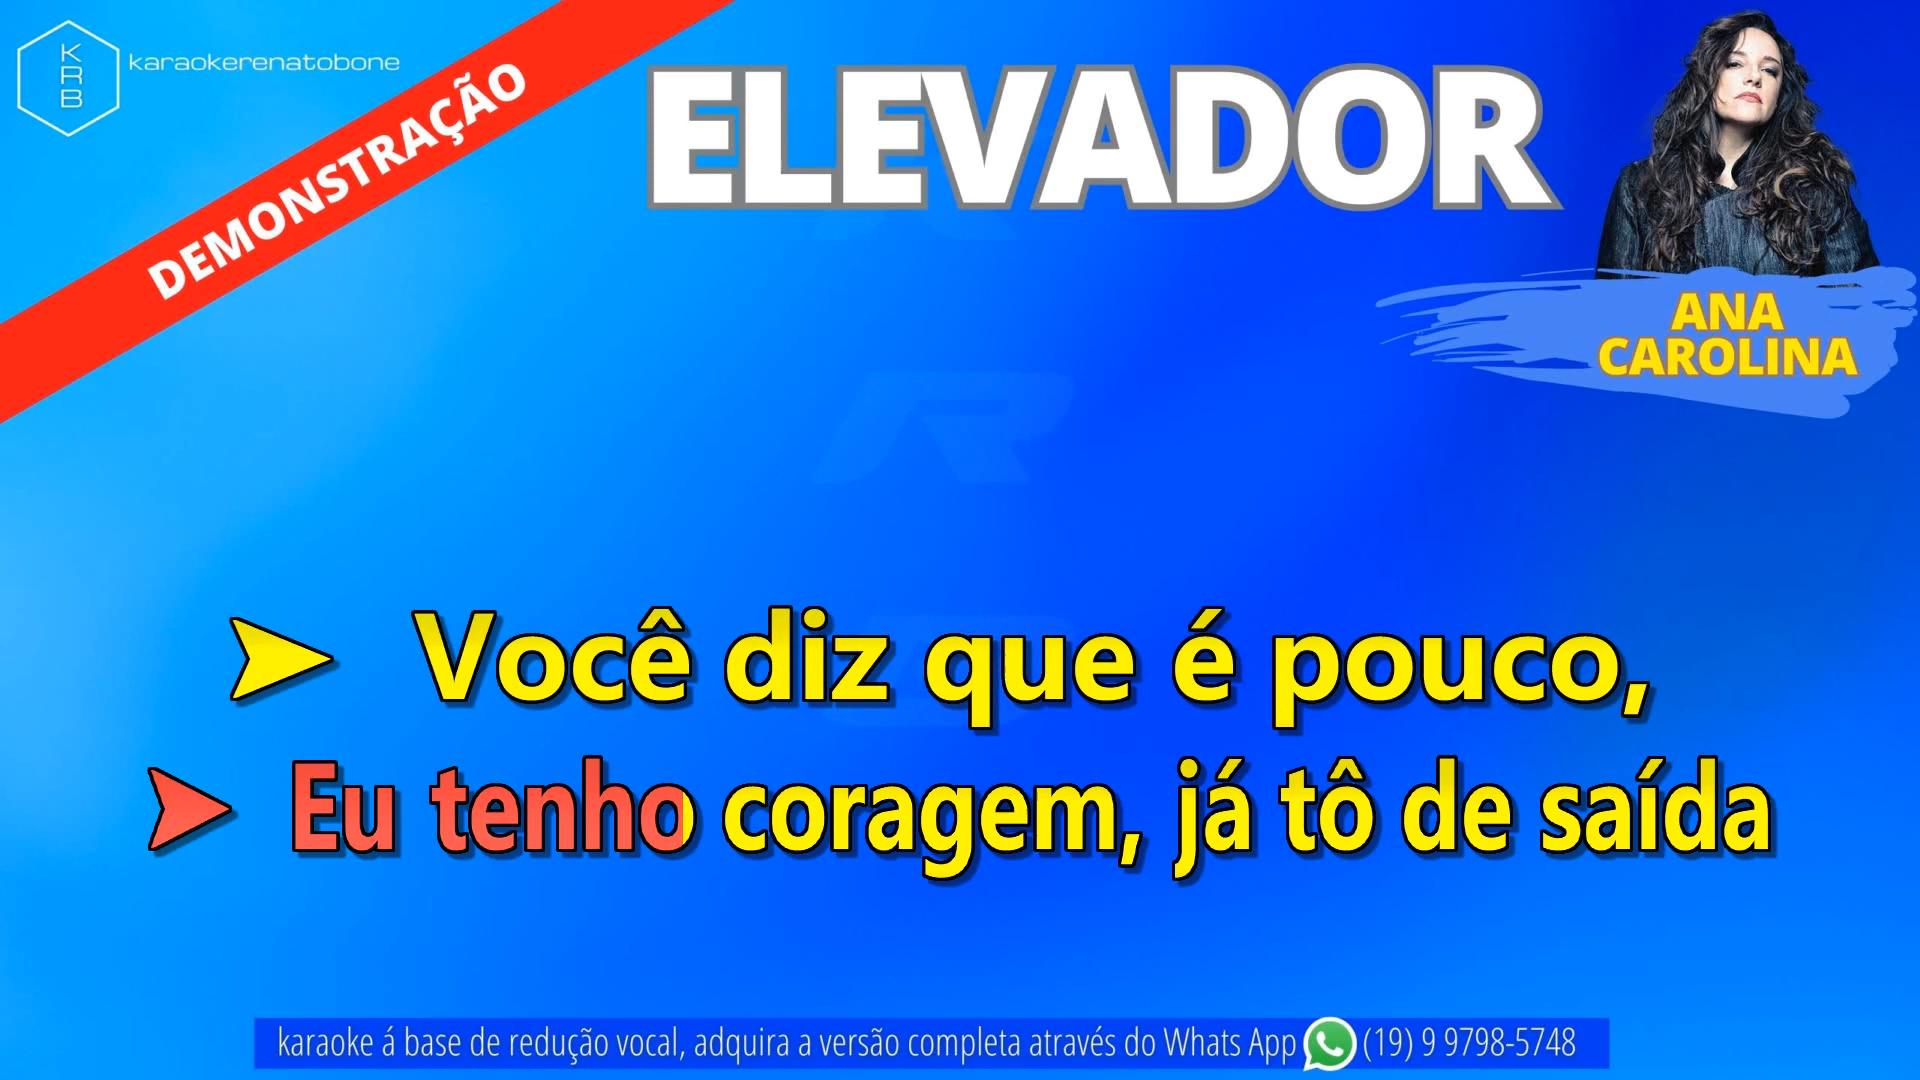 KRB
karaokerenatobone
DEMONSTRAÇÃO
ELEVADOR
ANA
CAROLINA
Você diz que é pouco,
Eu tenho coragem, já tô de saída
karaoke á base de redução vocal, adquira a versão completa através do Whats App (19) 9 9798-5748